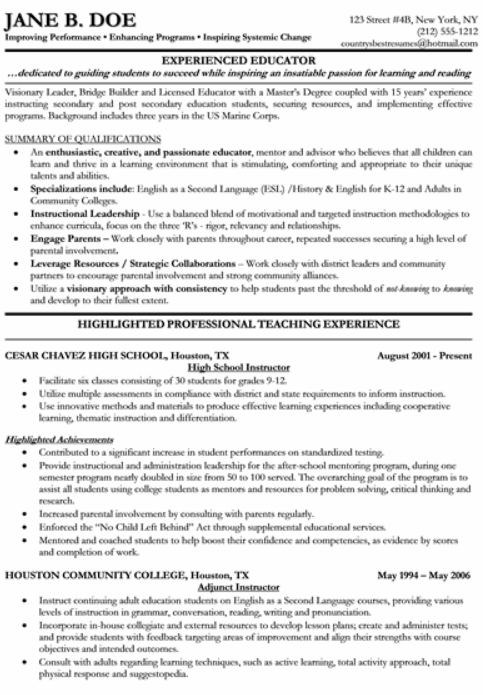 JANE B. DOE
123 Street #4B, New York, NY
(212) 555-1212
Improving Performance • Enhancing Programs • Inspiring Systemic Change
countrysbestresumes@hotmail.com
EXPERIENCED EDUCATOR
…dedicated to guiding students to succeed while inspiring an insatiable passion for learning and reading
Visionary Leader, Bridge Builder and Licensed Educator with a Master's Degree coupled with 15 years' experience
instructing secondary and post secondary education students, securing resources, and implementing effective
programs. Background includes three years in the US Marine Corps.
SUMMARY OF QUALIFICATIONS
• An enthusiastic, creative, and passionate educator, mentor and advisor who believes that all children can
learn and thrive in a learning environment that is stimulating, comforting and appropriate to their unique
talents and abilities.
• Specializations include: English as a Second Language (ESL) /History & English for K-12 and Adults in
Community Colleges.
• Instructional Leadership - Use a balanced blend of motivational and targeted instruction methodologies to
enhance curricula, focus on the three 'R's - rigor, relevancy and relationships.
• Engage Parents – Work closely with parents throughout career, repeated successes securing a high level of
parental involvement.
• Leverage Resources / Strategic Collaborations – Work closely with district leaders and community
partners to encourage parental involvement and strong community alliances.
• Utilize a visionary approach with consistency to help students past the threshold of not-knowing to knowing
and develop to their fullest extent.
HIGHLIGHTED PROFESSIONAL TEACHING EXPERIENCE
CESAR CHAVEZ HIGH SCHOOL, Houston, TX August 2001 - Present
High School Instructor
• Facilitate six classes consisting of 30 students for grades 9-12.
• Utilize multiple assessments in compliance with district and state requirements to inform instruction.
• Use innovative methods and materials to produce effective learning experiences including cooperative
learning, thematic instruction and differentiation.
Highlighted Achievements
• Contributed to a significant increase in student performances on standardized testing.
• Provide instructional and administration leadership for the after-school mentoring program, during one
semester program nearly doubled in size from 50 to 100 served. The overarching goal of the program is to
assist all students using college students as mentors and resources for problem solving, critical thinking and
research.
• Increased parental involvement by consulting with parents regularly.
• Enforced the "No Child Left Behind" Act through supplemental educational services.
• Mentored and coached students to help boost their confidence and competencies, as evidence by scores
and completion of work.
HOUSTON COMMUNITY COLLEGE, Houston, TX May 1994 – May 2006
Adjunct Instructor
• Instruct continuing adult education students on English as a Second Language courses, providing various
levels of instruction in grammar, conversation, reading, writing and pronunciation.
• Incorporate in-house collegiate and external resources to develop lesson plans; create and administer tests;
and provide students with feedback targeting areas of improvement and align their strengths with course
objectives and intended outcomes.
• Consult with adults regarding learning techniques, such as active learning, total activity approach, total
physical response and suggestopedia.